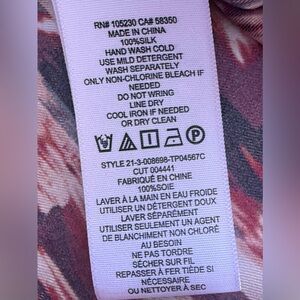 RN# 105230 CA# 58350
MADE IN CHINA
100%SILK
HAND WASH COLD
USE MILD DETERGENT
WASH SEPARATELY
ONLY NON-CHLORINE BLEACH IF
NEEDED
DO NOT WRING
LINE DRY
COOL IRON IF NEEDED
OR DRY CLEAN
STYLE 21-3-008698-TP04567C
CUT 004441
FABRIQUÉ EN CHINE
100%SOIE
LAVER À LA MAIN EN EAU FROIDE
UTILISER UN DÉTERGENT DOUX
LAVER SÉPARÉMENT
UTILISER SEULEMENT UN AGENT
DE BLANCHIMENT NON CHLORÉ
AU BESOIN
NE PAS TORDRE
SÉCHER SUR FIL
REPASSER À FER TIÈDE SI
NÉCESSAIRE
OU NETTOYER À SEC